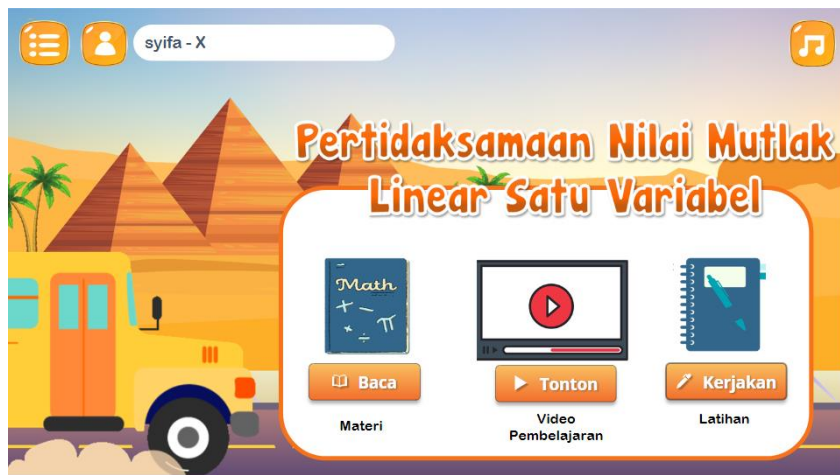 syifa - X
Pertidaksamaan Nilai Mutlak
Linear Satu Variabel
Math
Baca
Tonton
Kerjakan
Materi
Video
Pembelajaran
Latihan